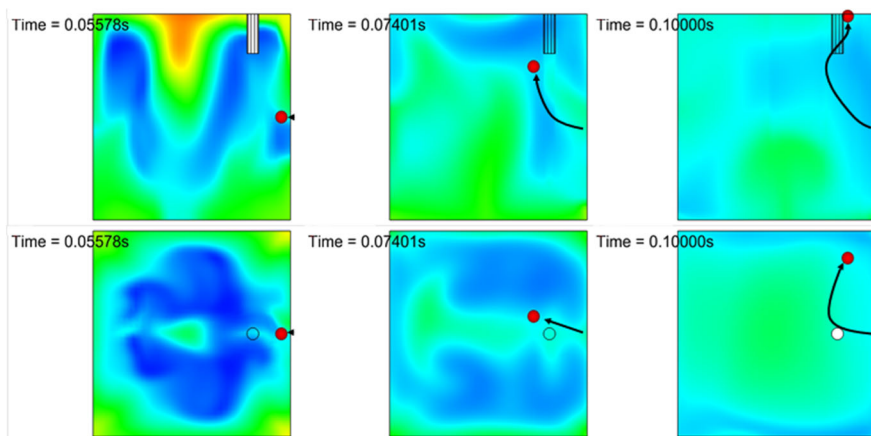 Time = 0.05578s
Time = 0.07401s
Time = 0.10000s
Time = 0.05578s
Time = 0.07401s
Time = 0.10000s